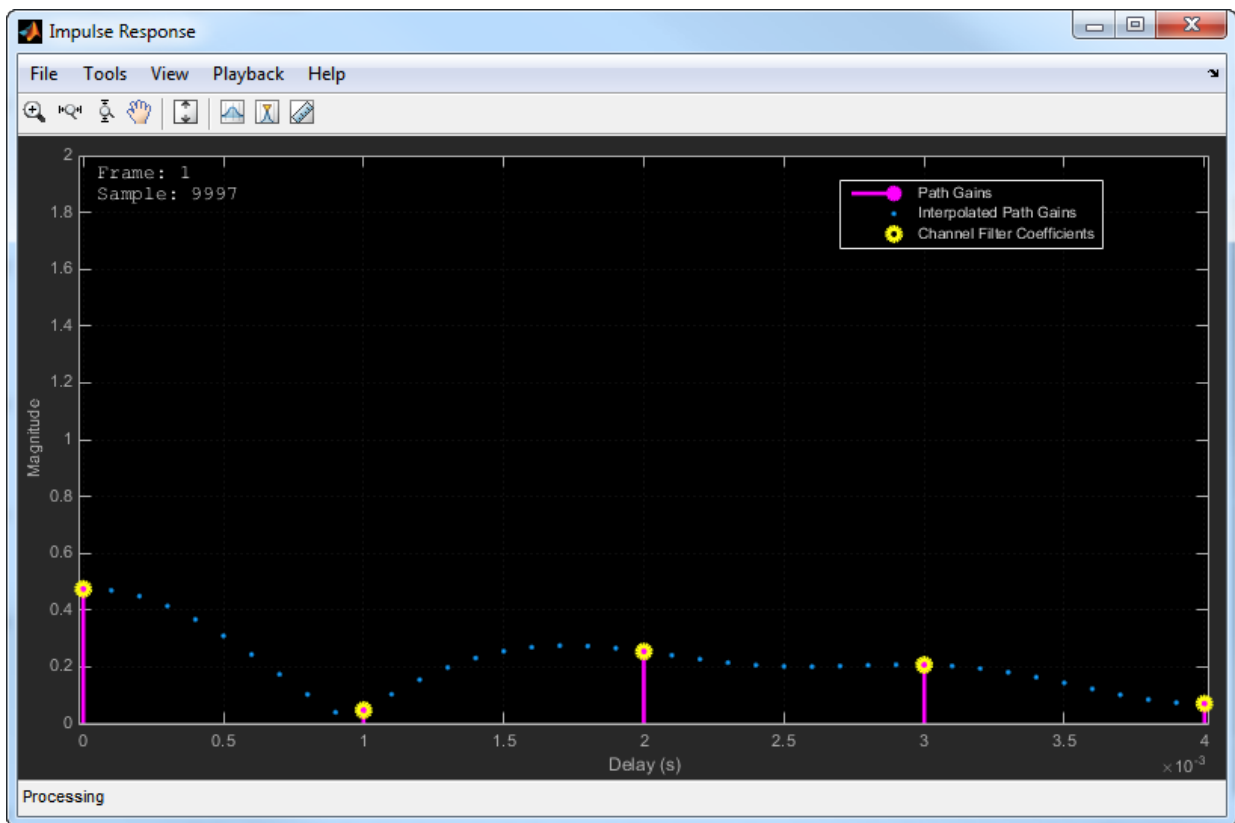 Impulse Response
File Tools View Playback Help
Frame: 1
Sample: 9997
Path Gains
Interpolated Path Gains
Channel Filter Coefficients
2
1.8
1.6
1.4
1.2
1
0.8
0.6
0.4
0.2
0
Magnitude
0 0.5 1 1.5 2 2.5 3 3.5 4
Delay (s)
×10⁻³
Processing